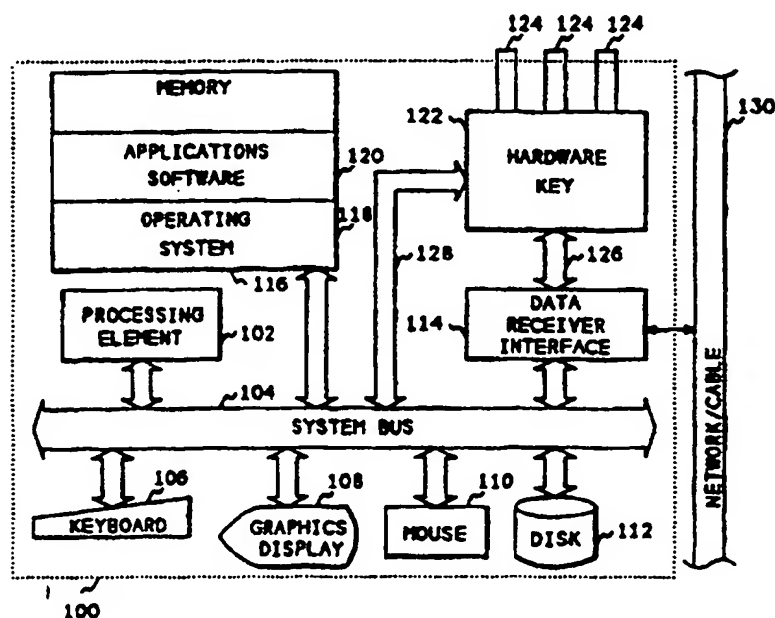 124 124 124
MEMORY
122
HARDWARE
KEY
130
APPLICATIONS
SOFTWARE
120
OPERATING
SYSTEM
118
116
128
126
PROCESSING
ELEMENT
102
114
DATA
RECEIVER
INTERFACE
104
SYSTEM BUS
NETWORK/CABLE
106
KEYBOARD
108
GRAPHICS
DISPLAY
110
MOUSE
DISK
112
100